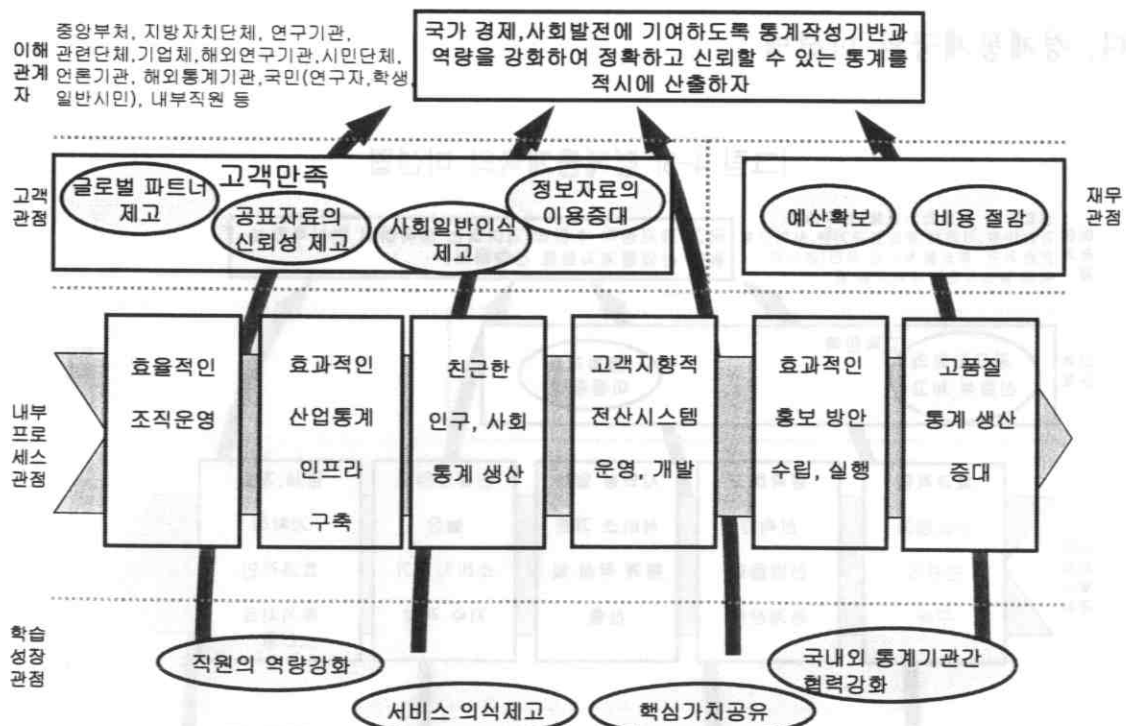 이해
관계
자
중앙부처, 지방자치단체, 연구기관,
관련단체,기업체,해외연구기관,시민단체,
언론기관, 해외통계기관,국민(연구자,학생,
일반시민), 내부직원 등
국가 경제,사회발전에 기여하도록 통계작성기반과
역량을 강화하여 정확하고 신뢰할 수 있는 통계를
적시에 산출하자
고객
관점
고객만족
글로벌 파트너
제고
공표자료의
신뢰성 제고
사회일반인식
제고
정보자료의
이용증대
예산확보
비용 절감
재무
관점
내부
프로
세스
관점
효율적인
조직운영
효과적인
산업통계
인프라
구축
친근한
인구, 사회
통계 생산
고객지향적
전산시스템
운영, 개발
효과적인
홍보 방안
수립, 실행
고품질
통계 생산
증대
학습
성장
관점
직원의 역량강화
서비스 의식제고
핵심가치공유
국내외 통계기관간
협력강화